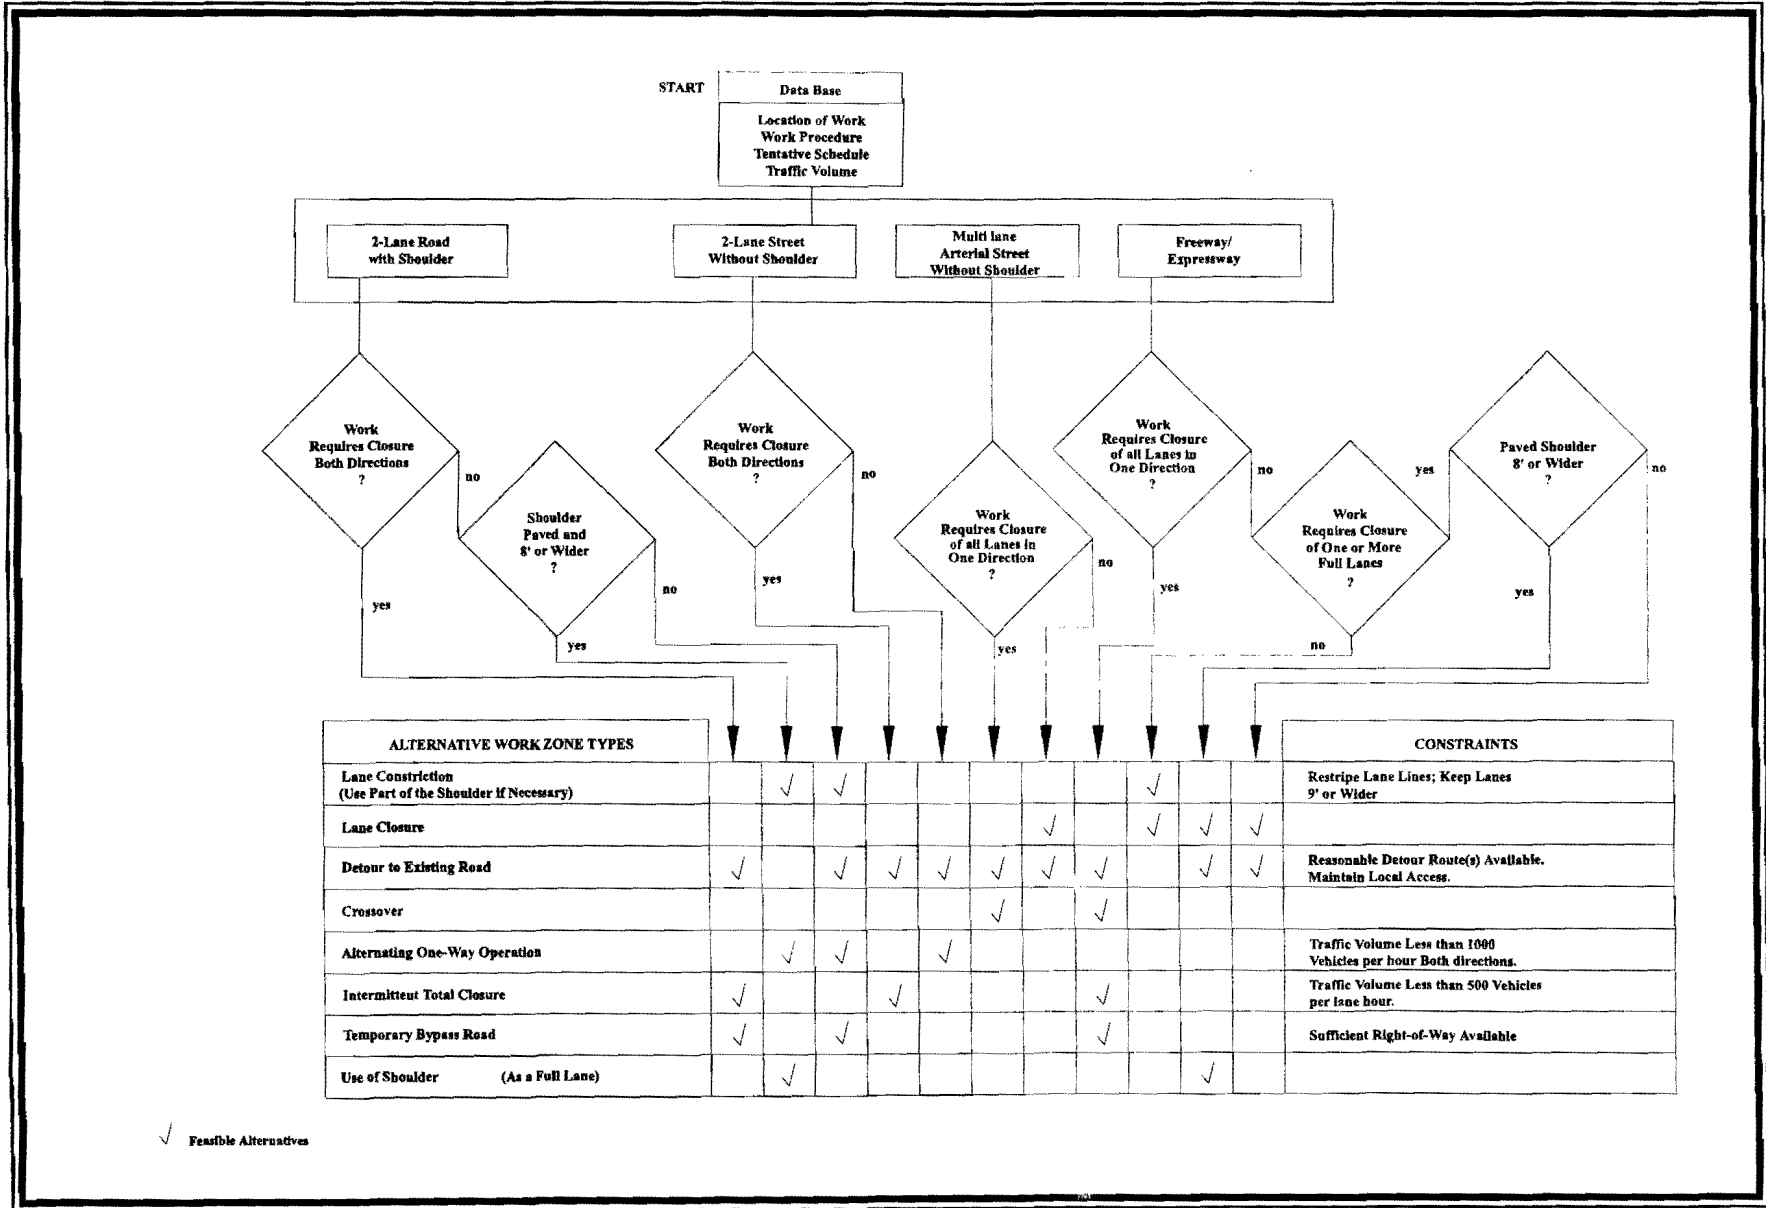 START
Data Base
Location of Work
Work Procedure
Tentative Schedule
Traffic Volume
2-Lane Road
with Shoulder
2-Lane Street
Without Shoulder
Multi lane
Arterial Street
Without Shoulder
Freeway/
Expressway
Work
Requires Closure
Both Directions
?
no
yes
Shoulder
Paved and
8' or Wider
?
no
yes
Work
Requires Closure
Both Directions
?
no
yes
Work
Requires Closure
of all Lanes in
One Direction
?
no
yes
Work
Requires Closure
of all Lanes in
One Direction
?
no
yes
Work
Requires Closure
of One or More
Full Lanes
?
yes
no
Paved Shoulder
8' or Wider
?
no
yes
ALTERNATIVE WORK ZONE TYPES
CONSTRAINTS
Lane Constriction
(Use Part of the Shoulder if Necessary)
√ √ √
Restripe Lane Lines; Keep Lanes
9' or Wider
Lane Closure
√ √ √ √
Detour to Existing Road
√ √ √ √ √ √ √ √ √
Reasonable Detour Route(s) Available.
Maintain Local Access.
Crossover
√ √
Alternating One-Way Operation
√ √ √
Traffic Volume Less than 1000
Vehicles per hour Both directions.
Intermittent Total Closure
√ √ √
Traffic Volume Less than 500 Vehicles
per lane hour.
Temporary Bypass Road
√ √ √
Sufficient Right-of-Way Available
Use of Shoulder (As a Full Lane)
√ √
√ Feasible Alternatives